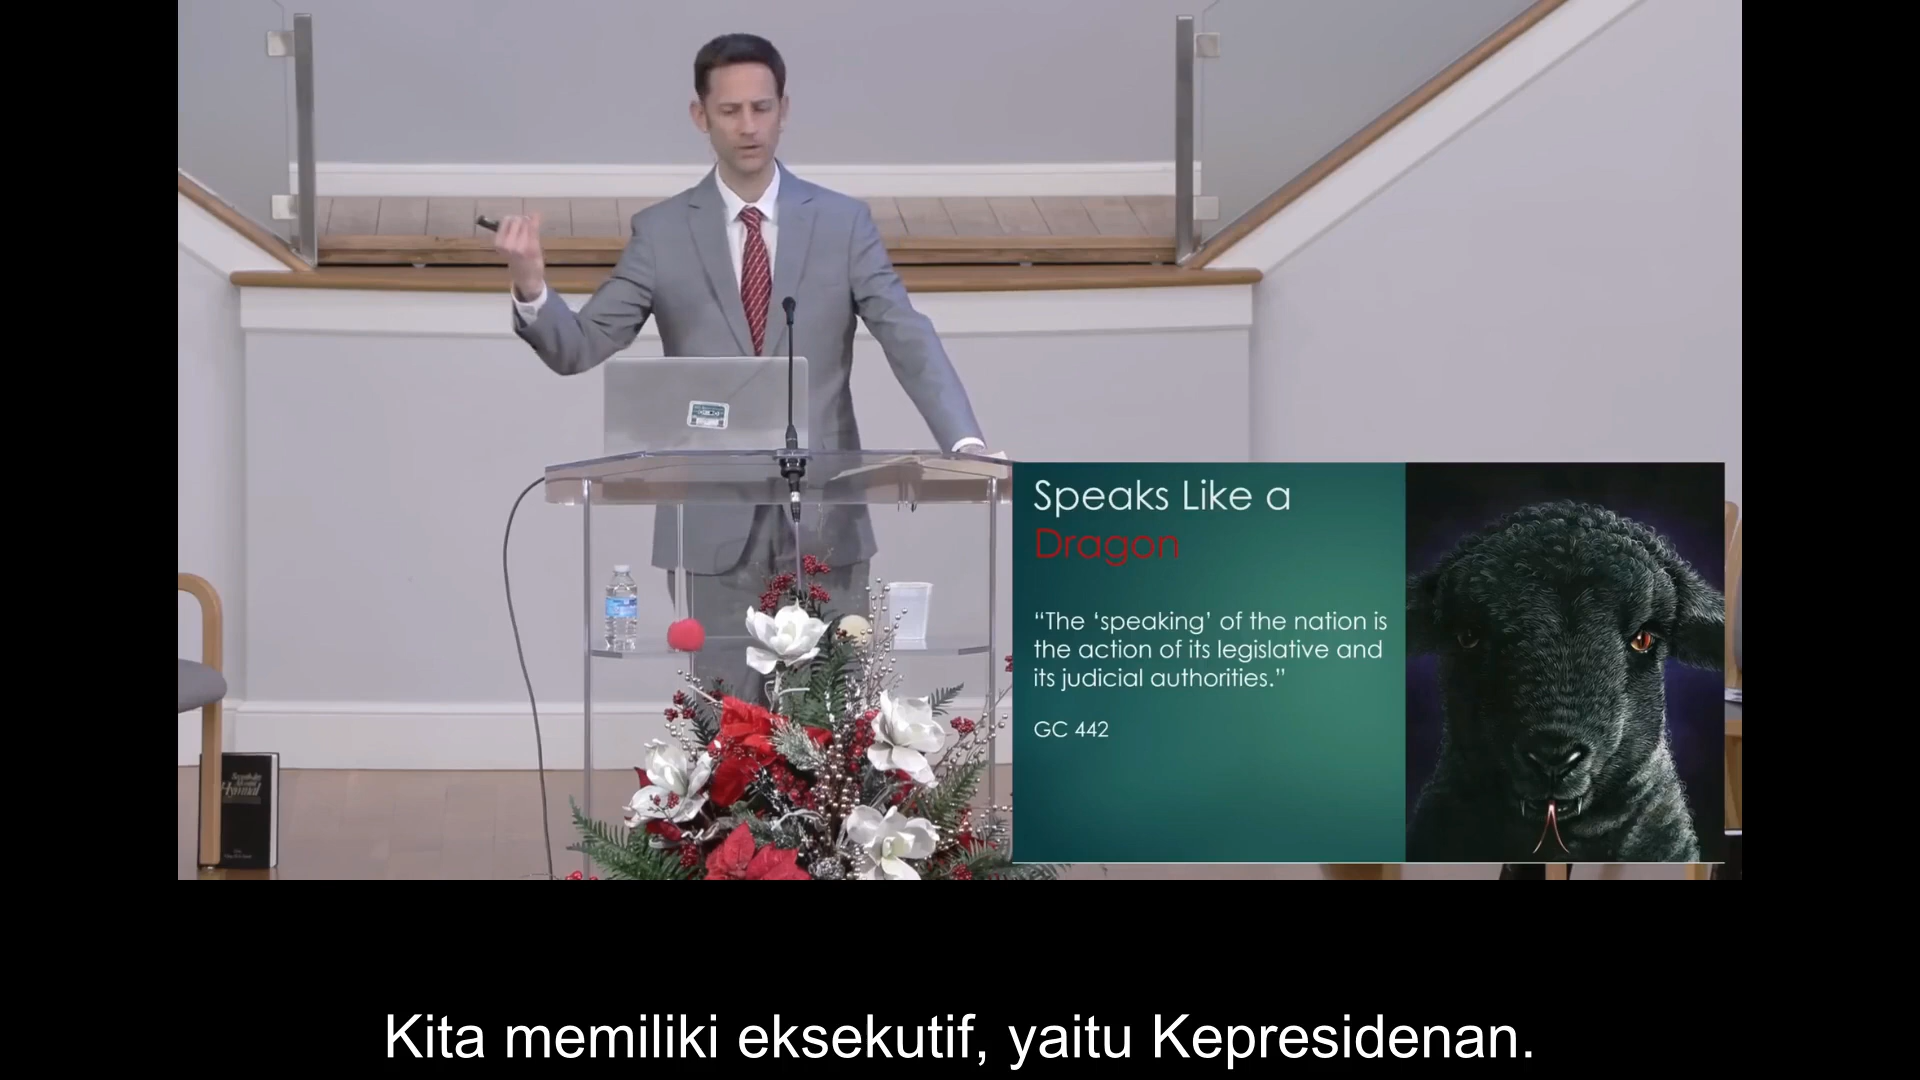 Speaks Like a
Dragon
“The ‘speaking’ of the nation is
the action of its legislative and
its judicial authorities.”
GC 442
Hymnal
Kita memiliki eksekutif, yaitu Kepresidenan.